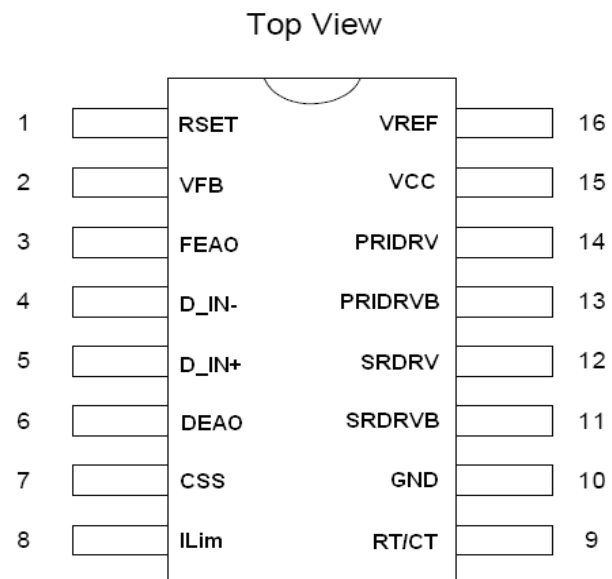 Top View
1 RSET VREF 16
2 VFB VCC 15
3 FEAO PRIDRV 14
4 D_IN- PRIDRVB 13
5 D_IN+ SRDRV 12
6 DEAO SRDRVB 11
7 CSS GND 10
8 ILim RT/CT 9